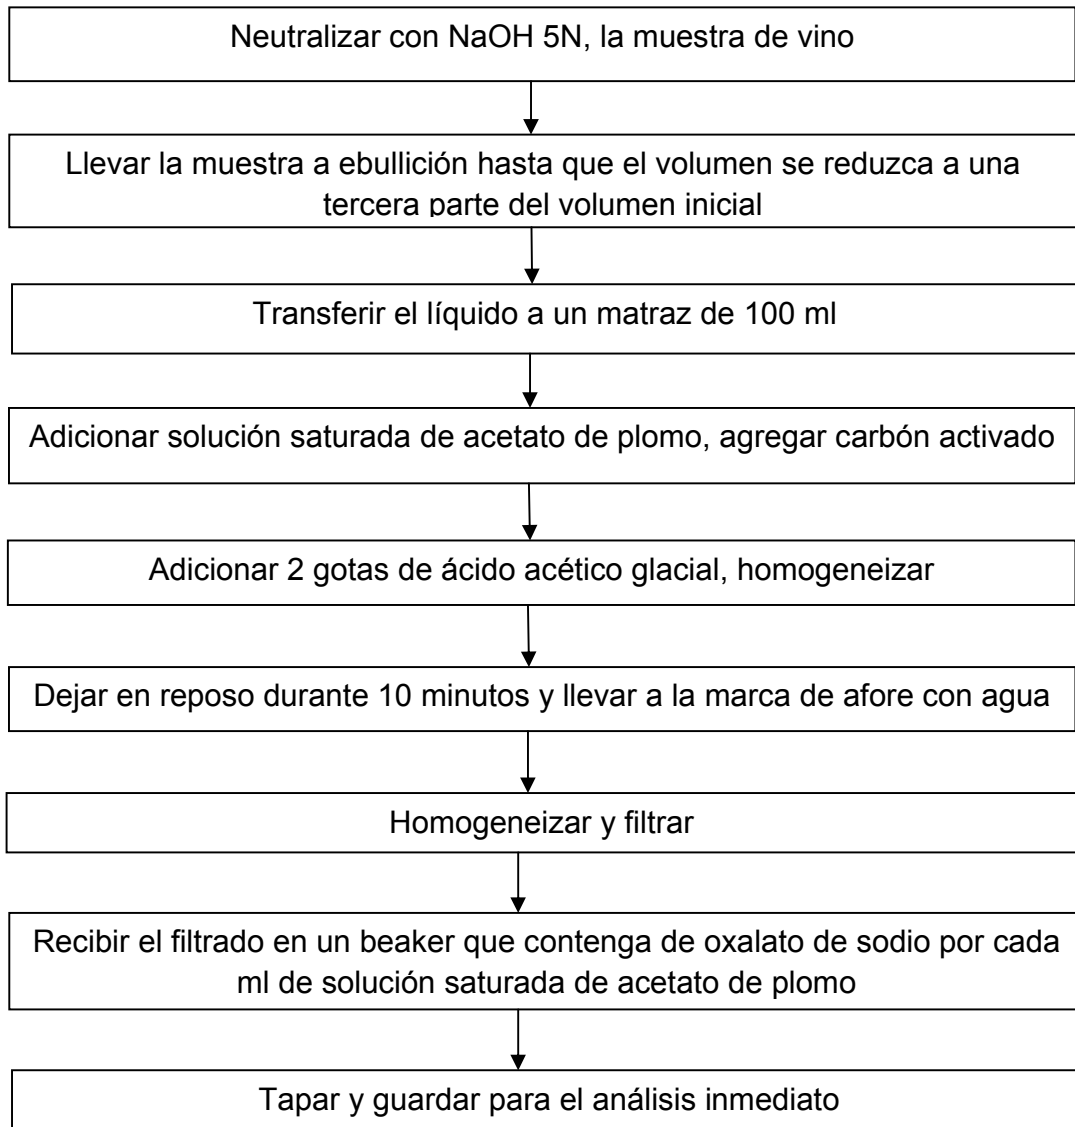 Neutralizar con NaOH 5N, la muestra de vino
Llevar la muestra a ebullición hasta que el volumen se reduzca a una
tercera parte del volumen inicial
Transferir el líquido a un matraz de 100 ml
Adicionar solución saturada de acetato de plomo, agregar carbón activado
Adicionar 2 gotas de ácido acético glacial, homogeneizar
Dejar en reposo durante 10 minutos y llevar a la marca de afore con agua
Homogeneizar y filtrar
Recibir el filtrado en un beaker que contenga de oxalato de sodio por cada
ml de solución saturada de acetato de plomo
Tapar y guardar para el análisis inmediato